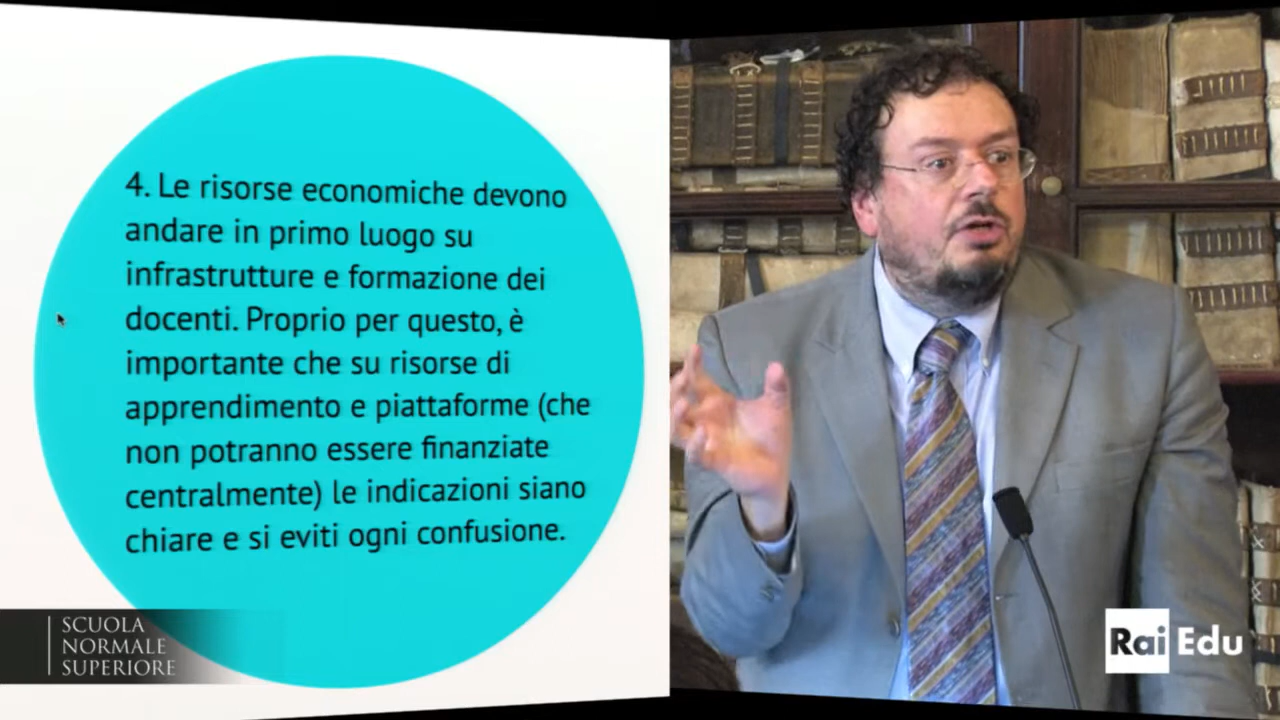 4. Le risorse economiche devono
andare in primo luogo su
infrastrutture e formazione dei
docenti. Proprio per questo, è
importante che su risorse di
apprendimento e piattaforme (che
non potranno essere finanziate
centralmente) le indicazioni siano
chiare e si eviti ogni confusione.
SCUOLA
NORMALE
SUPERIORE
Rai Edu